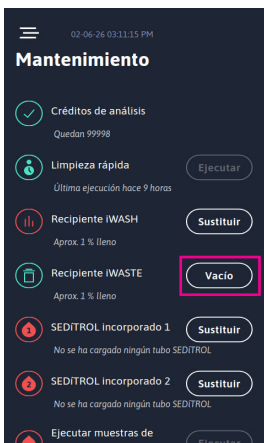 02-06-26 03:11:15 PM
Mantenimiento
Créditos de análisis
Quedan 99998
Limpieza rápida
Ejecutar
Última ejecución hace 9 horas
Recipiente iWASH
Sustituir
Aprox. 1 % lleno
Recipiente iWASTE
Vacío
Aprox. 1 % lleno
1
SEDiTROL incorporado 1
Sustituir
No se ha cargado ningún tubo SEDiTROL
2
SEDiTROL incorporado 2
Sustituir
No se ha cargado ningún tubo SEDiTROL
Ejecutar muestras de
Ejecutar